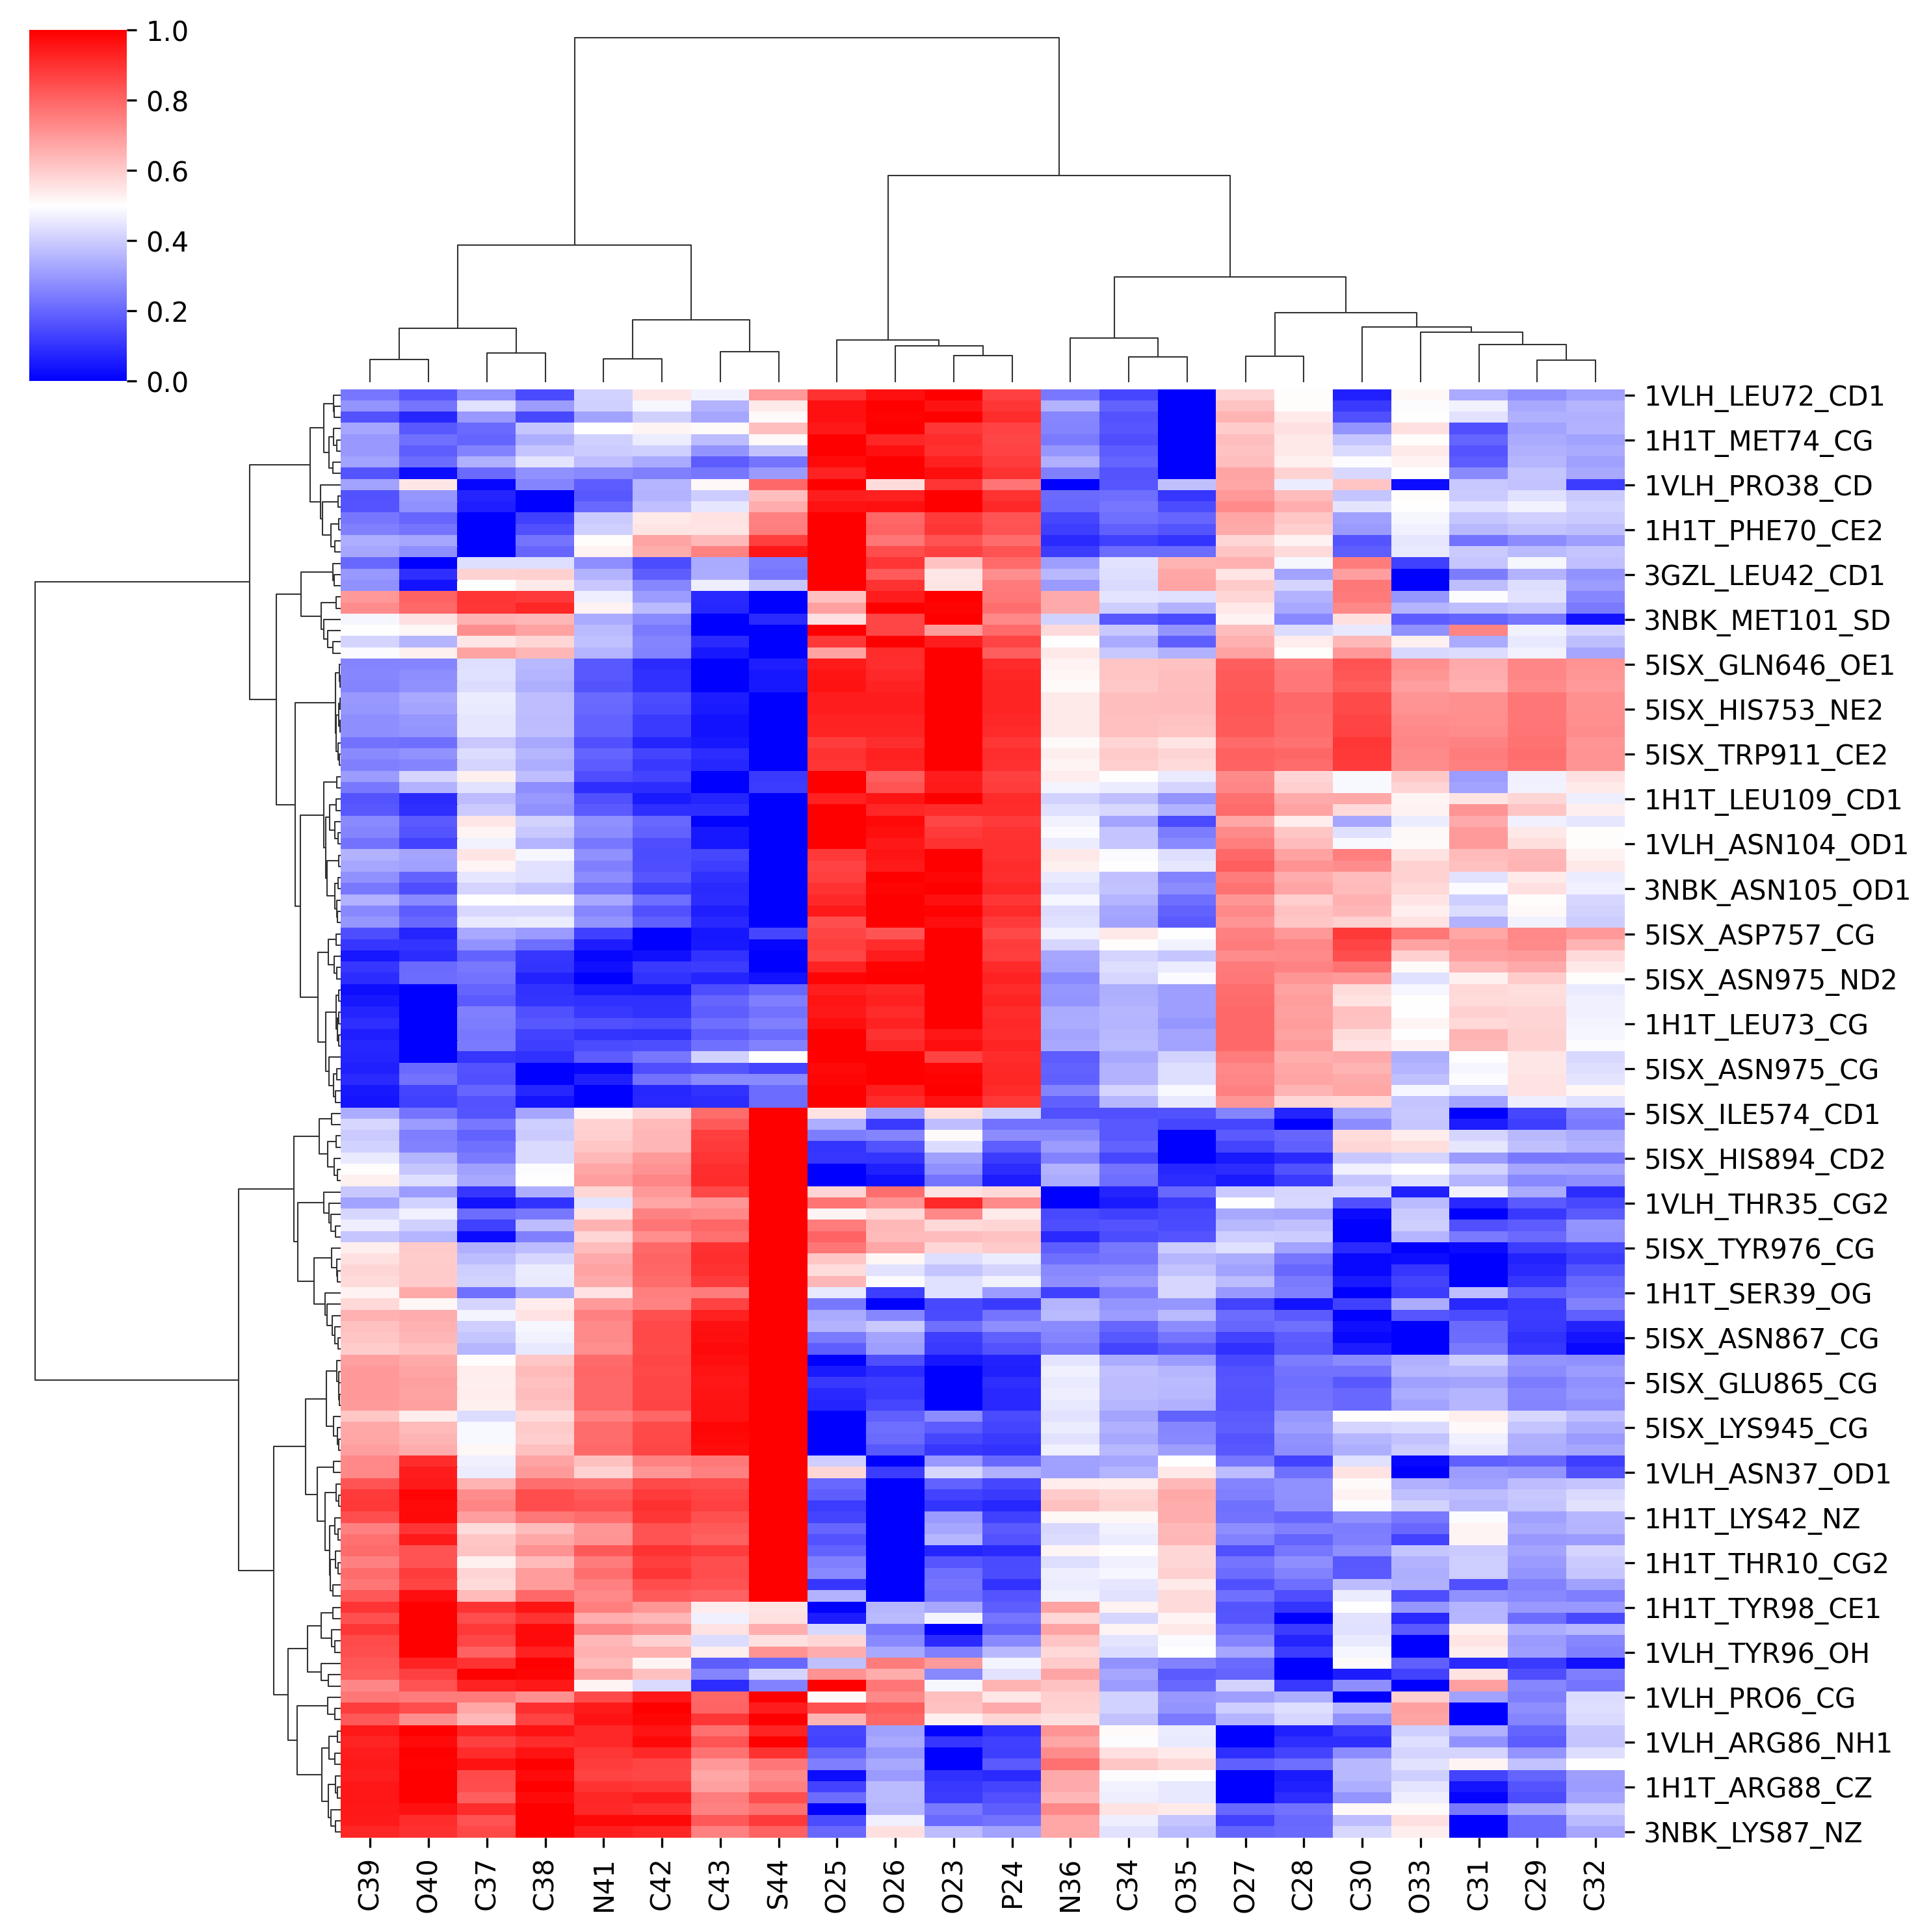 1.0
0.8
0.6
0.4
0.2
0.0
1VLH_LEU72_CD1
1H1T_MET74_CG
1VLH_PRO38_CD
1H1T_PHE70_CE2
3GZL_LEU42_CD1
3NBK_MET101_SD
5ISX_GLN646_OE1
5ISX_HIS753_NE2
5ISX_TRP911_CE2
1H1T_LEU109_CD1
1VLH_ASN104_OD1
3NBK_ASN105_OD1
5ISX_ASP757_CG
5ISX_ASN975_ND2
1H1T_LEU73_CG
5ISX_ASN975_CG
5ISX_ILE574_CD1
5ISX_HIS894_CD2
1VLH_THR35_CG2
5ISX_TYR976_CG
1H1T_SER39_OG
5ISX_ASN867_CG
5ISX_GLU865_CG
5ISX_LYS945_CG
1VLH_ASN37_OD1
1H1T_LYS42_NZ
1H1T_THR10_CG2
1H1T_TYR98_CE1
1VLH_TYR96_OH
1VLH_PRO6_CG
1VLH_ARG86_NH1
1H1T_ARG88_CZ
3NBK_LYS87_NZ
C39
O40
C37
C38
N41
C42
C43
S44
O25
O26
O23
P24
N36
C34
O35
O27
C28
C30
O33
C31
C29
C32